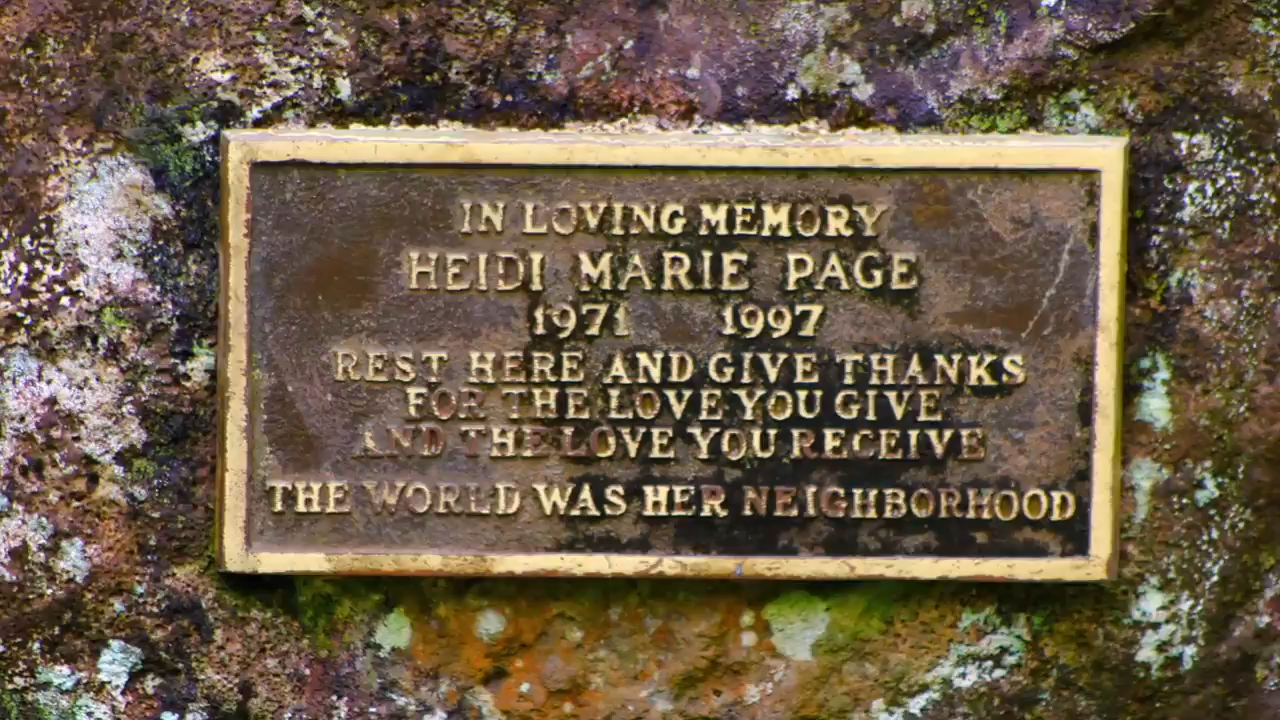 IN LOVING MEMORY
HEIDI MARIE PAGE
1971 1997
REST HERE AND GIVE THANKS
FOR THE LOVE YOU GIVE
AND THE LOVE YOU RECEIVE
THE WORLD WAS HER NEIGHBORHOOD